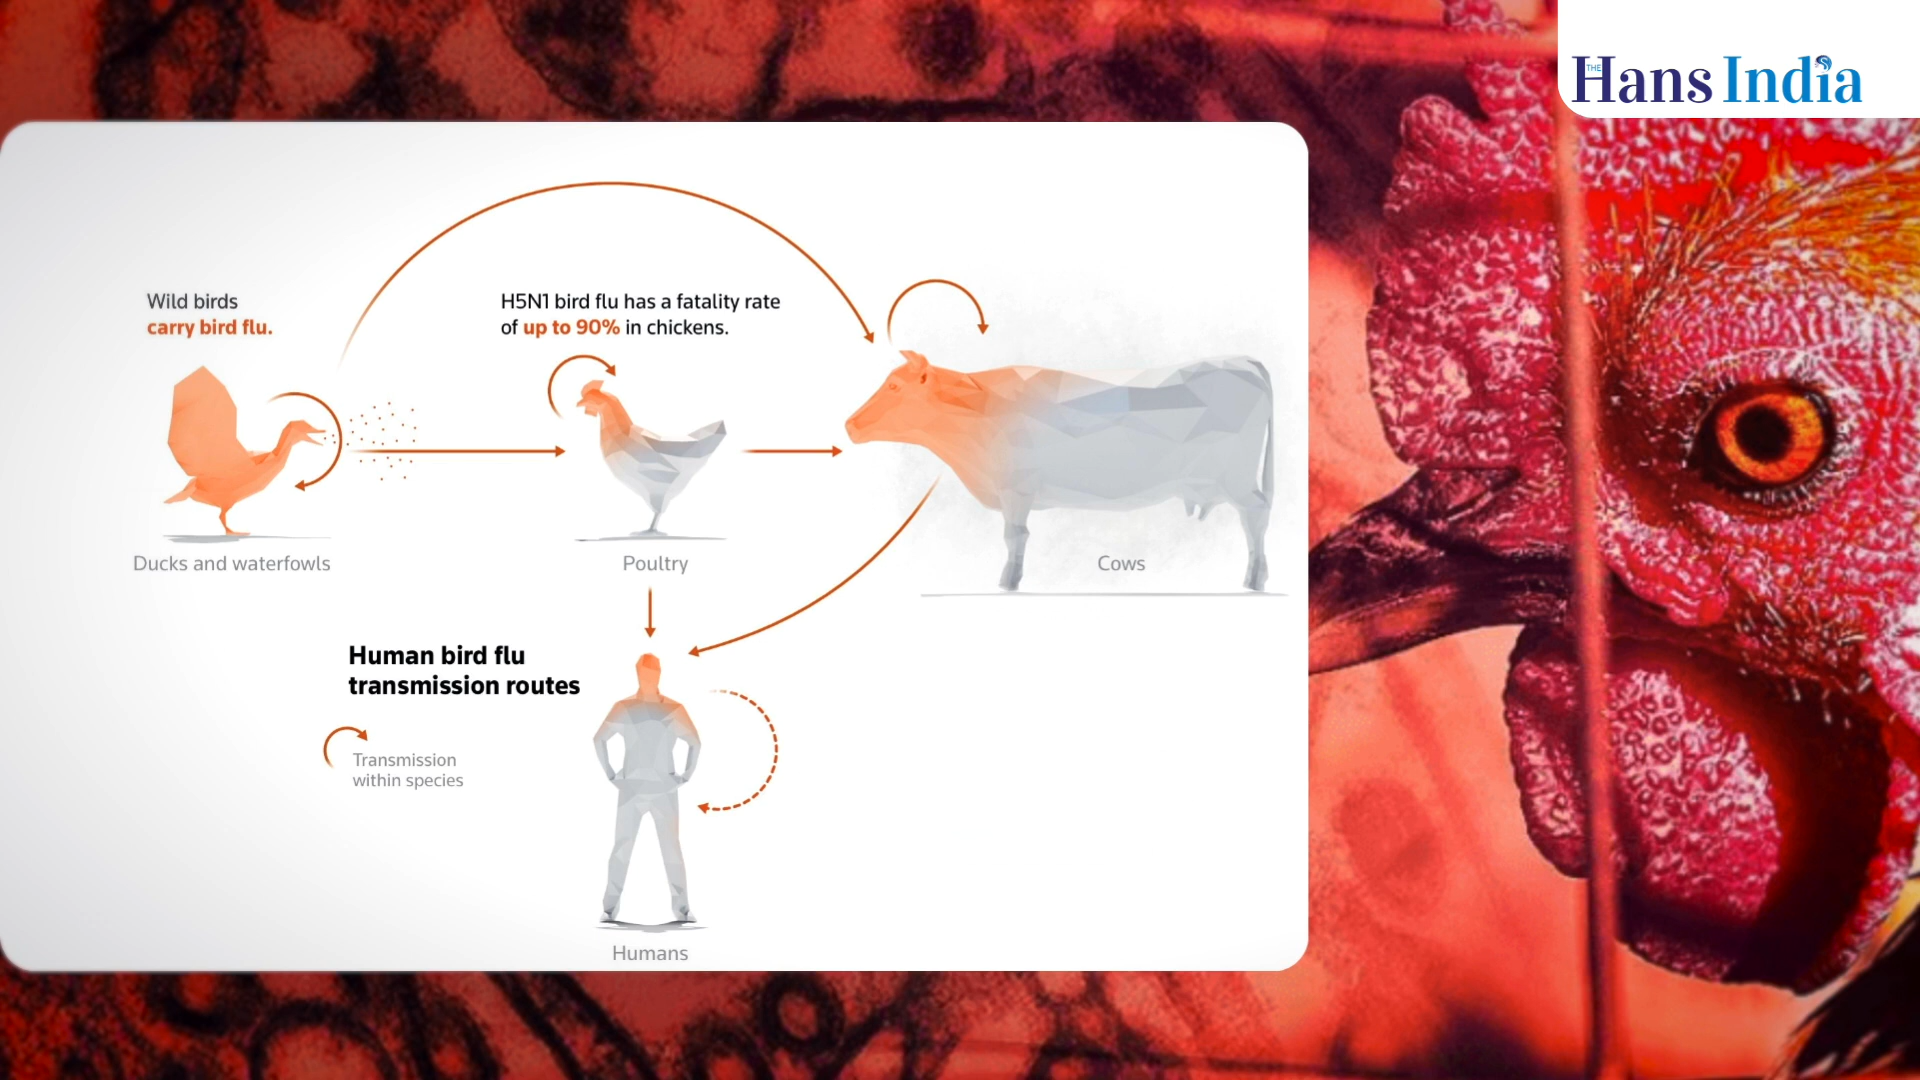 THE
Hans India
Wild birds
carry bird flu.
H5N1 bird flu has a fatality rate
of up to 90% in chickens.
Ducks and waterfowls
Poultry
Cows
Human bird flu
transmission routes
Transmission
within species
Humans